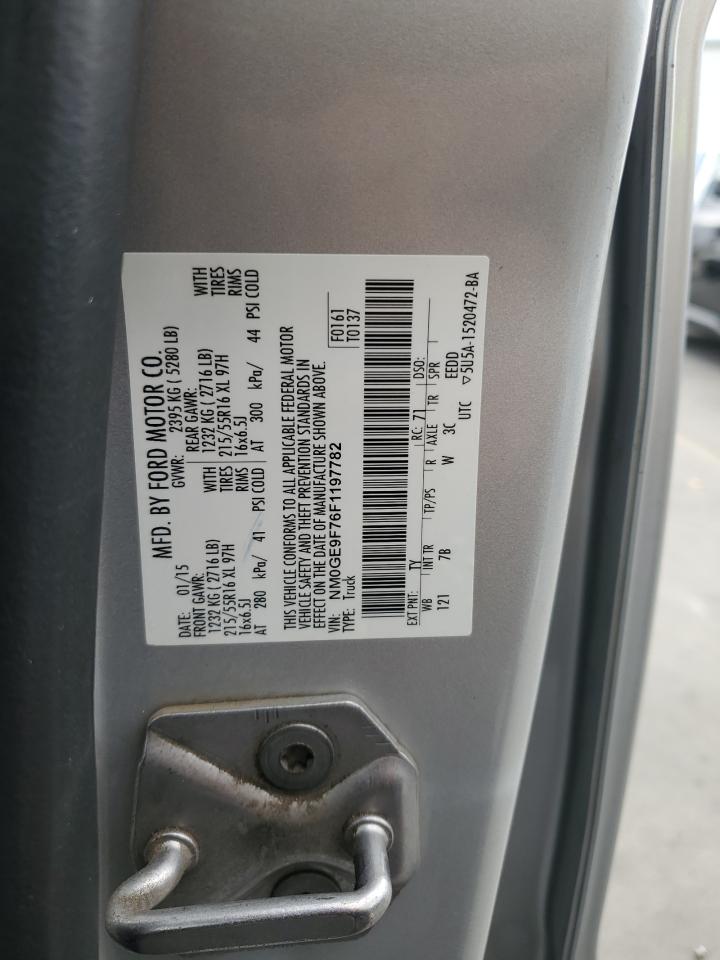 MFD. BY FORD MOTOR CO.
DATE: 01/15 GVWR: 2395 KG ( 5280 LB)
FRONT GAWR: REAR GAWR:
1232 KG ( 2716 LB) WITH 1232 KG ( 2716 LB) WITH
215/55R16 XL 97H TIRES 215/55R16 XL 97H TIRES
16x6.5J RIMS 16x6.5J RIMS
AT 280 kPa/ 41 PSI COLD AT 300 kPa/ 44 PSI COLD
THIS VEHICLE CONFORMS TO ALL APPLICABLE FEDERAL MOTOR
VEHICLE SAFETY AND THEFT PREVENTION STANDARDS IN
EFFECT ON THE DATE OF MANUFACTURE SHOWN ABOVE.
VIN: NM0GE9F76F1197782 F0161
TYPE: Truck T0137
EXT PNT: TY RC: 71 DSO:
WB INT TR TP/PS R AXLE TR SPR
121 7B W 3C EEDD
UTC ▽5U5A-1520472-BA